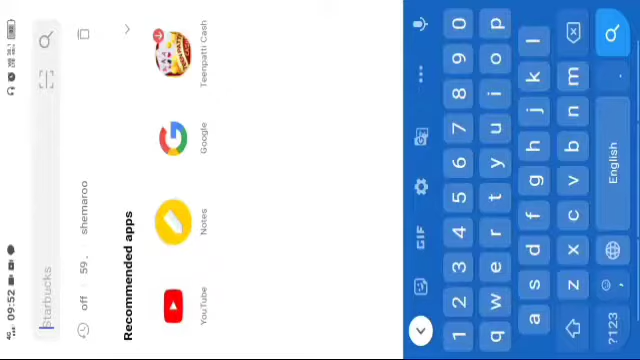 4G 09:52
Starbucks
off 59. shemaroo
Recommended apps
YouTube Notes Google Teenpatti Cash
GIF
1 2 3 4 5 6 7 8 9 0
q w e r t y u i o p
a s d f g h j k l
z x c v b n m
?123 , English .